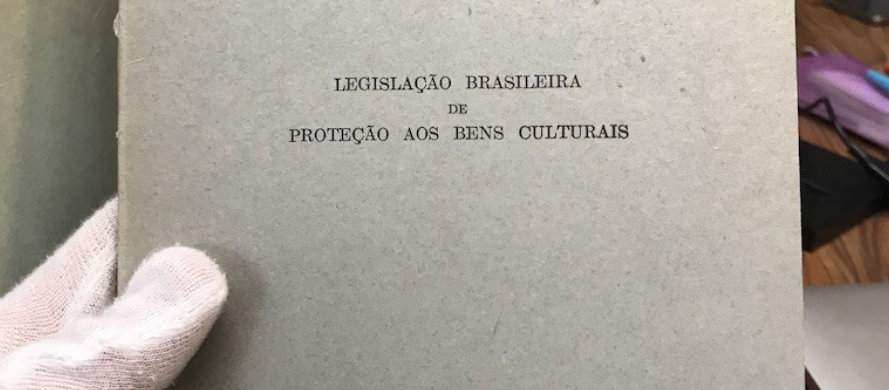 LEGISLAÇÃO BRASILEIRA
DE
PROTEÇÃO AOS BENS CULTURAIS